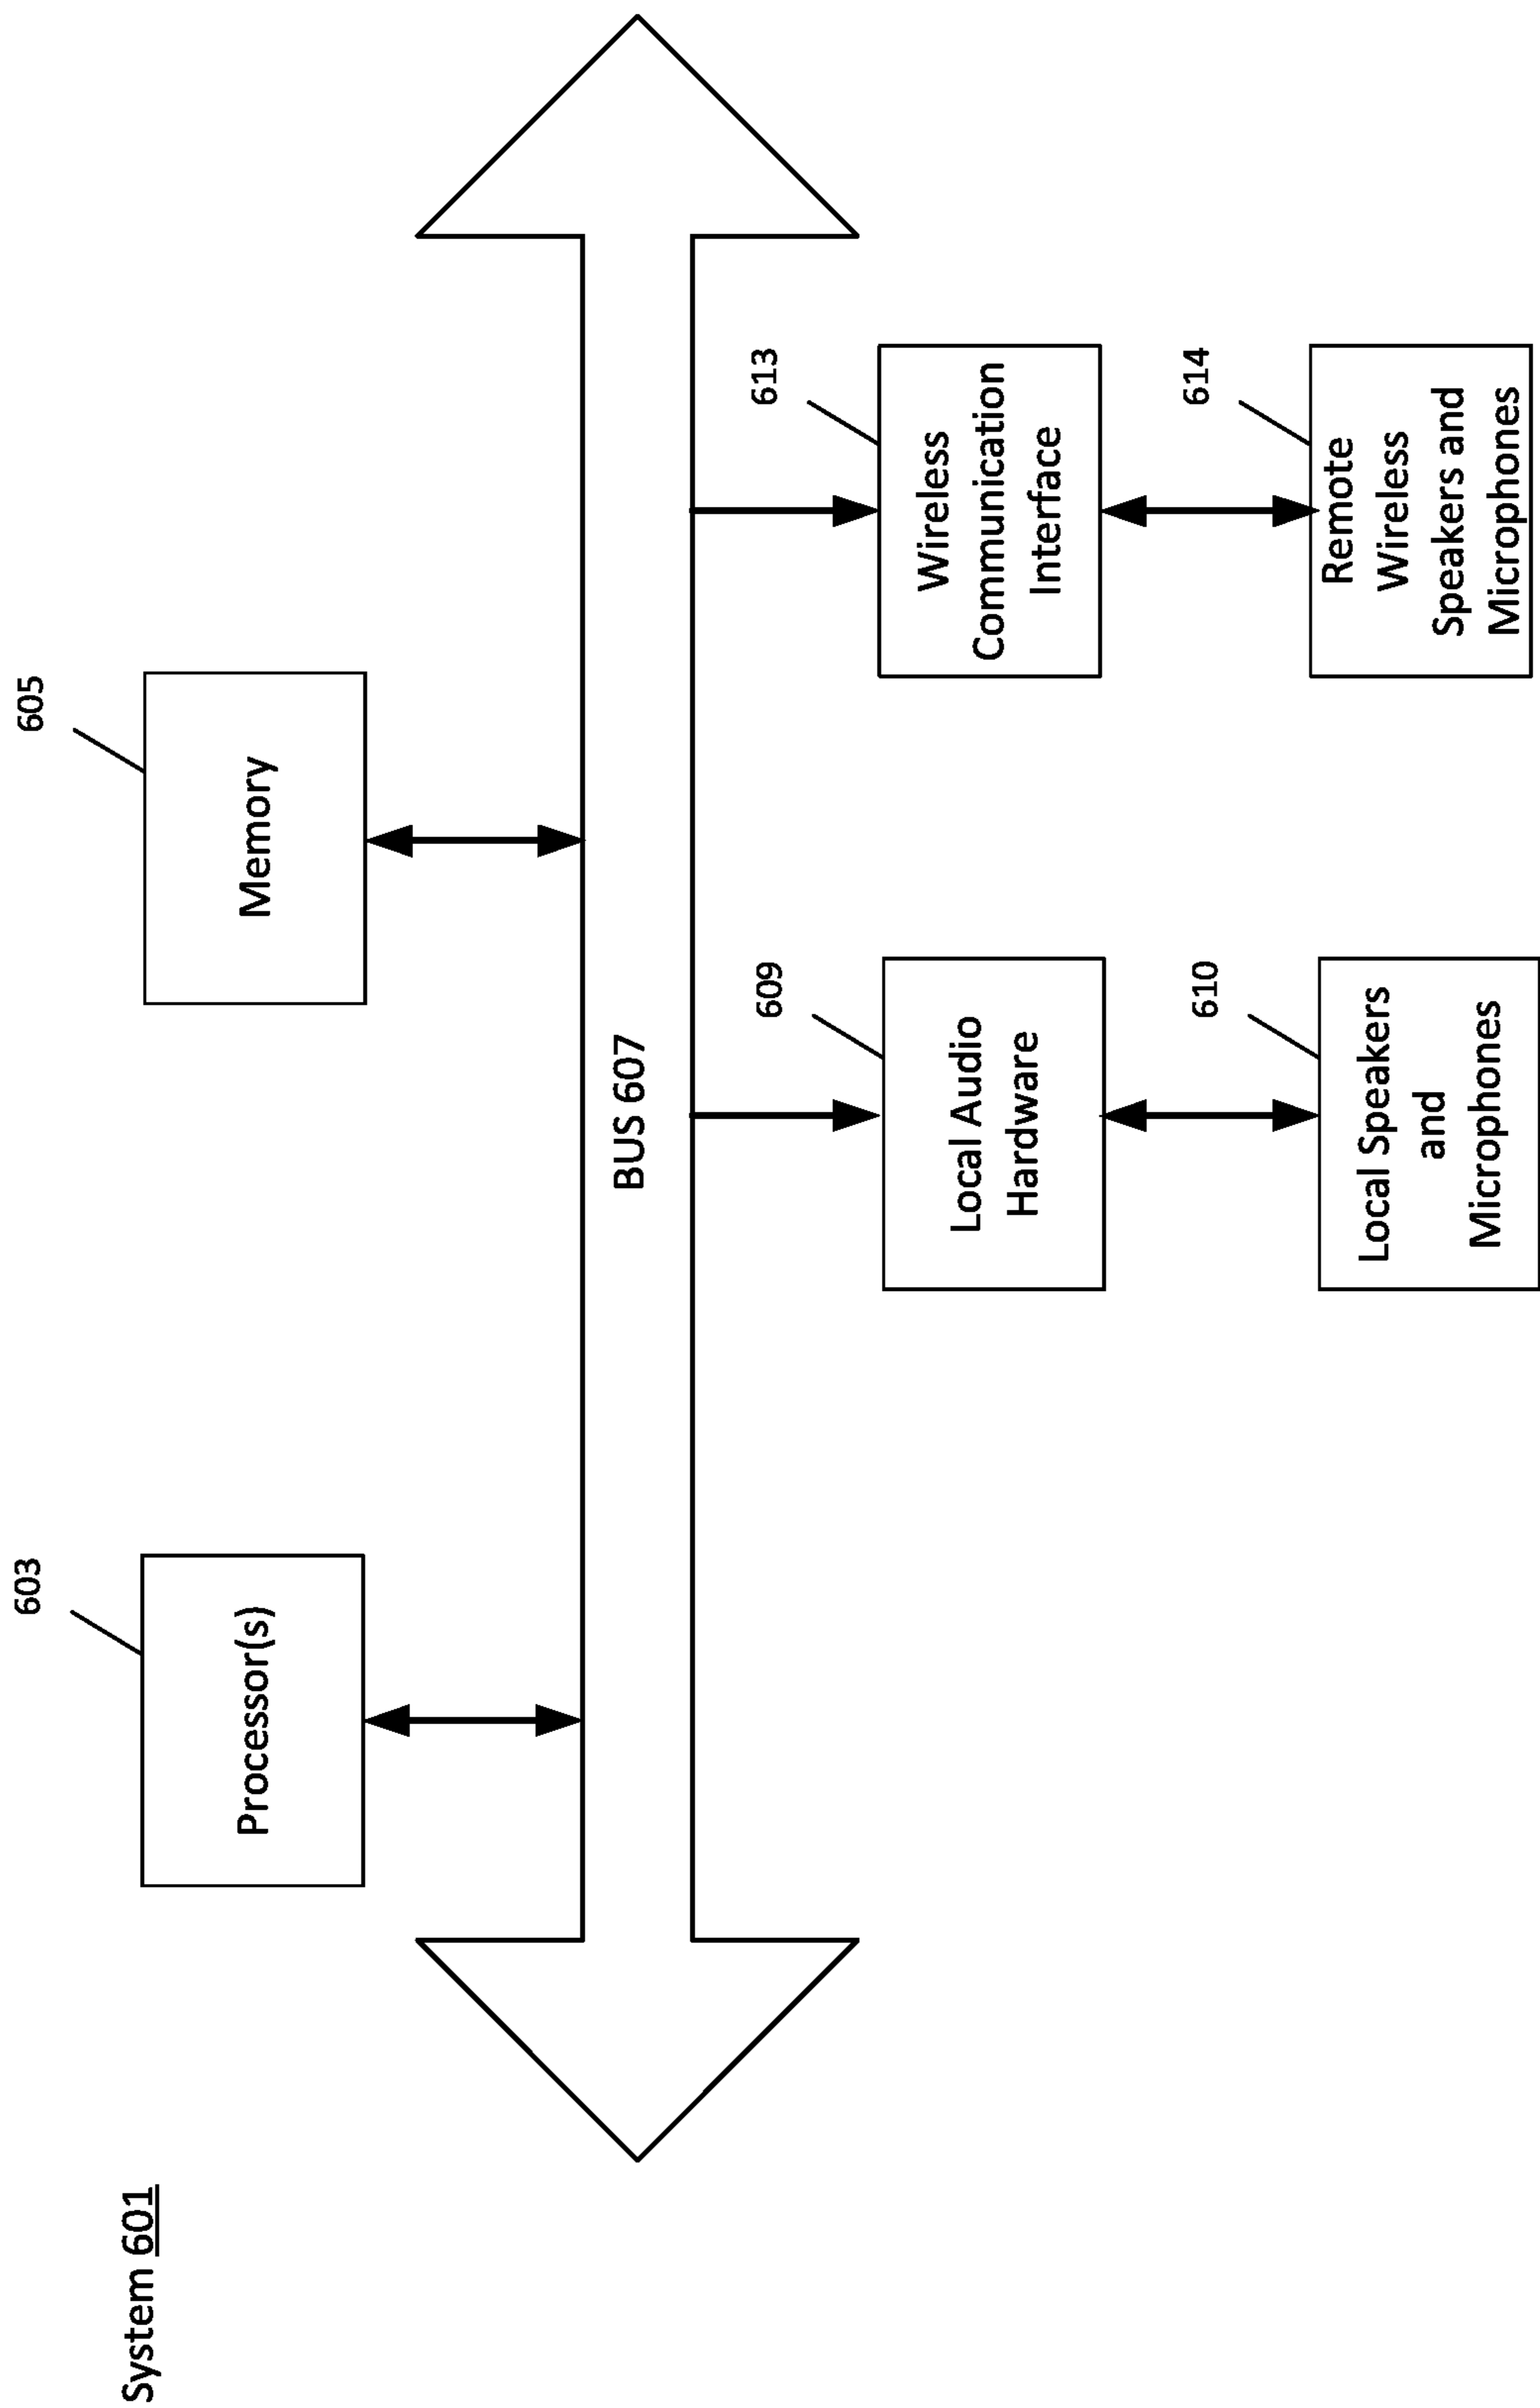 System 601
603
Processor(s)
605
Memory
BUS 607
609
Local Audio
Hardware
613
Wireless
Communication
Interface
610
Local Speakers
and
Microphones
614
Remote
Wireless
Speakers and
Microphones